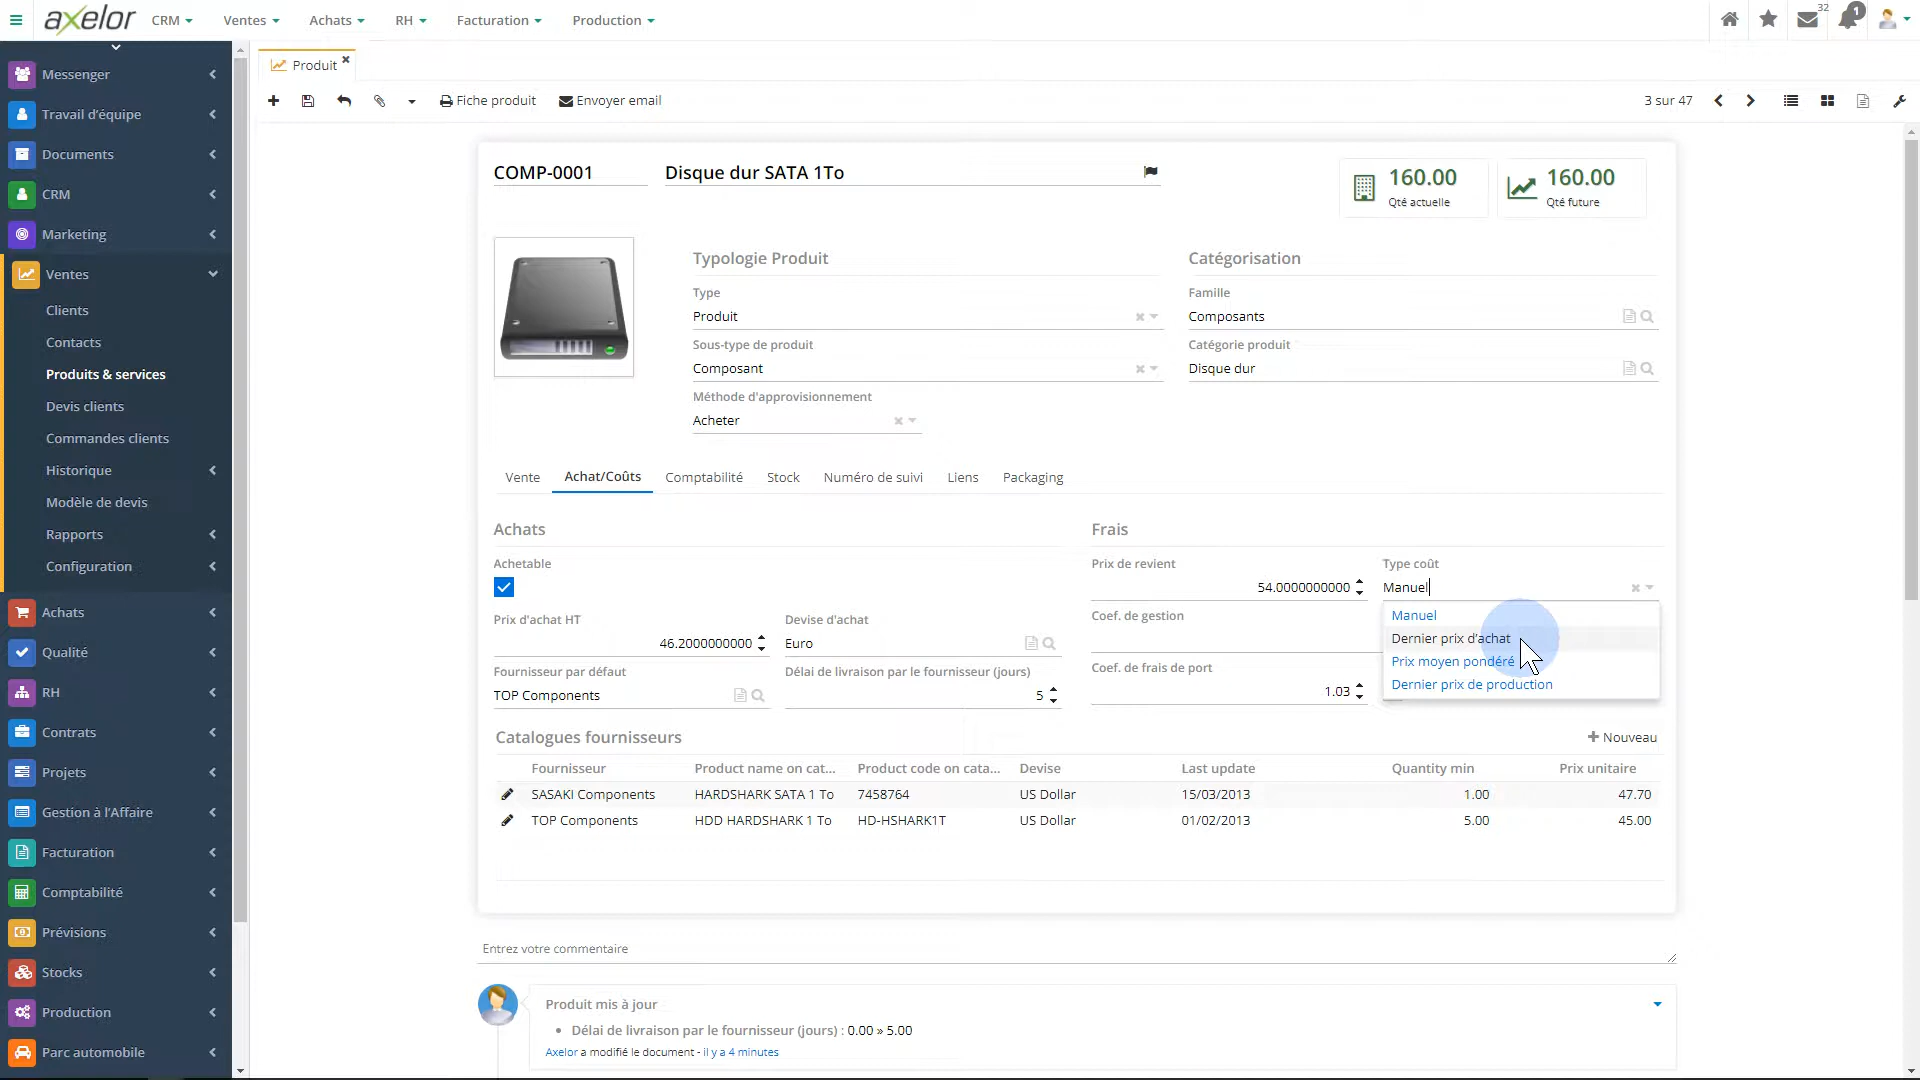 axelor
CRM
Ventes
Achats
RH
Facturation
Production
32
1
Messenger
Travail d'équipe
Documents
CRM
Marketing
Ventes
Clients
Contacts
Produits & services
Devis clients
Commandes clients
Historique
Modèle de devis
Rapports
Configuration
Achats
Qualité
RH
Contrats
Projets
Gestion à l'Affaire
Facturation
Comptabilité
Prévisions
Stocks
Production
Parc automobile
Produit
Fiche produit
Envoyer email
3 sur 47
COMP-0001
Disque dur SATA 1To
160.00
Qté actuelle
160.00
Qté future
Typologie Produit
Type
Produit
Sous-type de produit
Composant
Méthode d'approvisionnement
Acheter
Catégorisation
Famille
Composants
Catégorie produit
Disque dur
Vente
Achat/Coûts
Comptabilité
Stock
Numéro de suivi
Liens
Packaging
Achats
Achetable
Prix d'achat HT
46.2000000000
Devise d'achat
Euro
Fournisseur par défaut
TOP Components
Délai de livraison par le fournisseur (jours)
5
Frais
Prix de revient
54.0000000000
Type coût
Manuel
Coef. de gestion
Coef. de frais de port
1.03
Manuel
Dernier prix d'achat
Prix moyen pondéré
Dernier prix de production
Catalogues fournisseurs
Nouveau
Fournisseur Product name on cat... Product code on cata... Devise Last update Quantity min Prix unitaire
SASAKI Components HARDSHARK SATA 1 To 7458764 US Dollar 15/03/2013 1.00 47.70
TOP Components HDD HARDSHARK 1 To HD-HSHARK1T US Dollar 01/02/2013 5.00 45.00
Entrez votre commentaire
Produit mis à jour
• Délai de livraison par le fournisseur (jours) : 0.00 » 5.00
Axelor a modifié le document - il y a 4 minutes